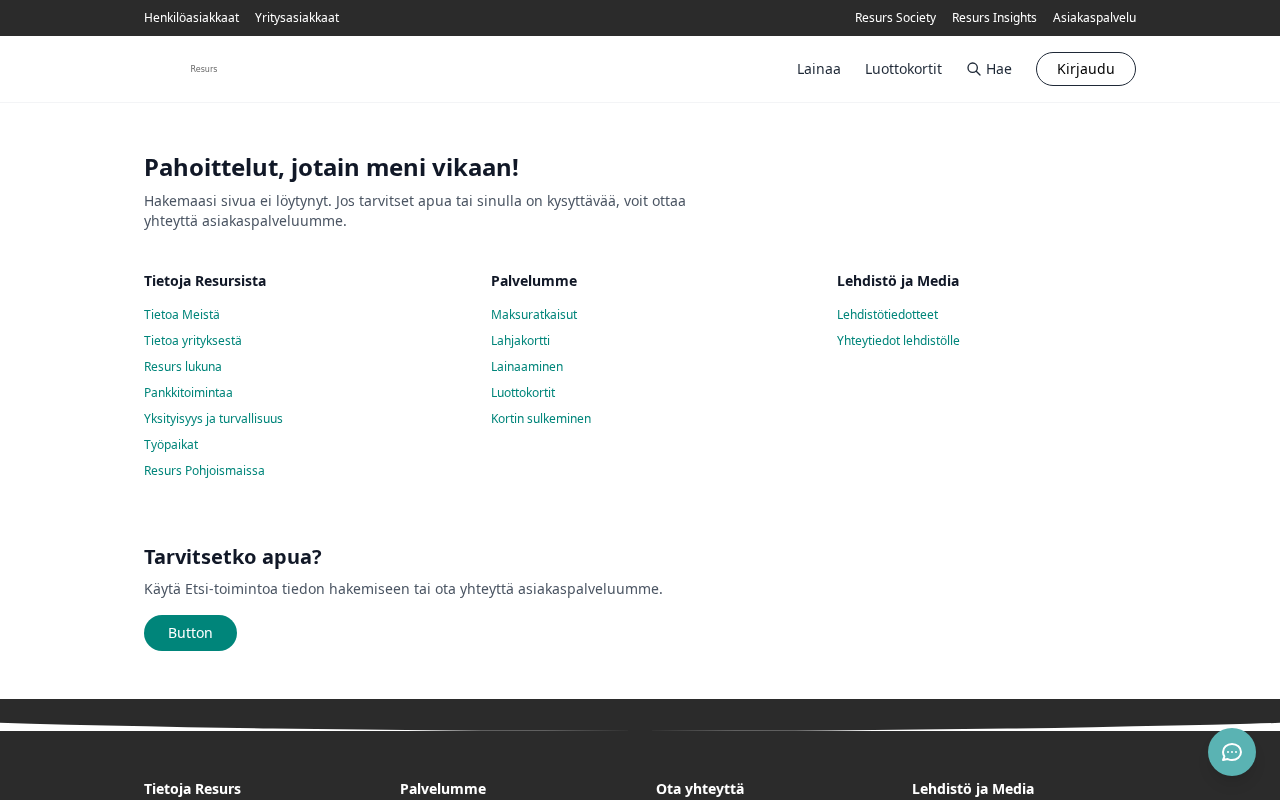 Henkilöasiakkaat Yritysasiakkaat Resurs Society Resurs Insights Asiakaspalvelu
Resurs Lainaa Luottokortit Hae Kirjaudu
Pahoittelut, jotain meni vikaan!
Hakemaasi sivua ei löytynyt. Jos tarvitset apua tai sinulla on kysyttävää, voit ottaa
yhteyttä asiakaspalveluumme.
Tietoja Resursista
Tietoa Meistä
Tietoa yrityksestä
Resurs lukuna
Pankkitoimintaa
Yksityisyys ja turvallisuus
Työpaikat
Resurs Pohjoismaissa
Palvelumme
Maksuratkaisut
Lahjakortti
Lainaaminen
Luottokortit
Kortin sulkeminen
Lehdistö ja Media
Lehdistötiedotteet
Yhteytiedot lehdistölle
Tarvitsetko apua?
Käytä Etsi-toimintoa tiedon hakemiseen tai ota yhteyttä asiakaspalveluumme.
Button
Tietoja Resurs Palvelumme Ota yhteyttä Lehdistö ja Media